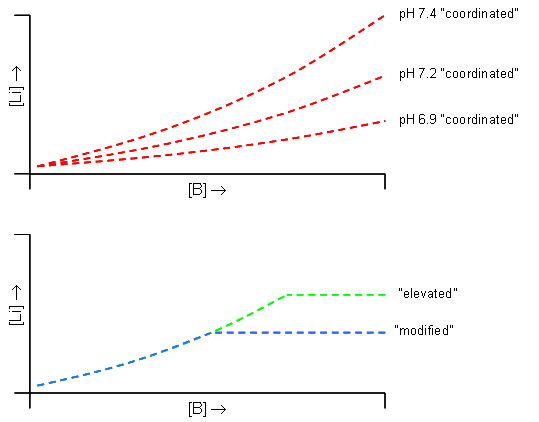 pH 7.4 "coordinated"
pH 7.2 "coordinated"
pH 6.9 "coordinated"
[Li] →
[B] →
"elevated"
"modified"
[Li] →
[B] →